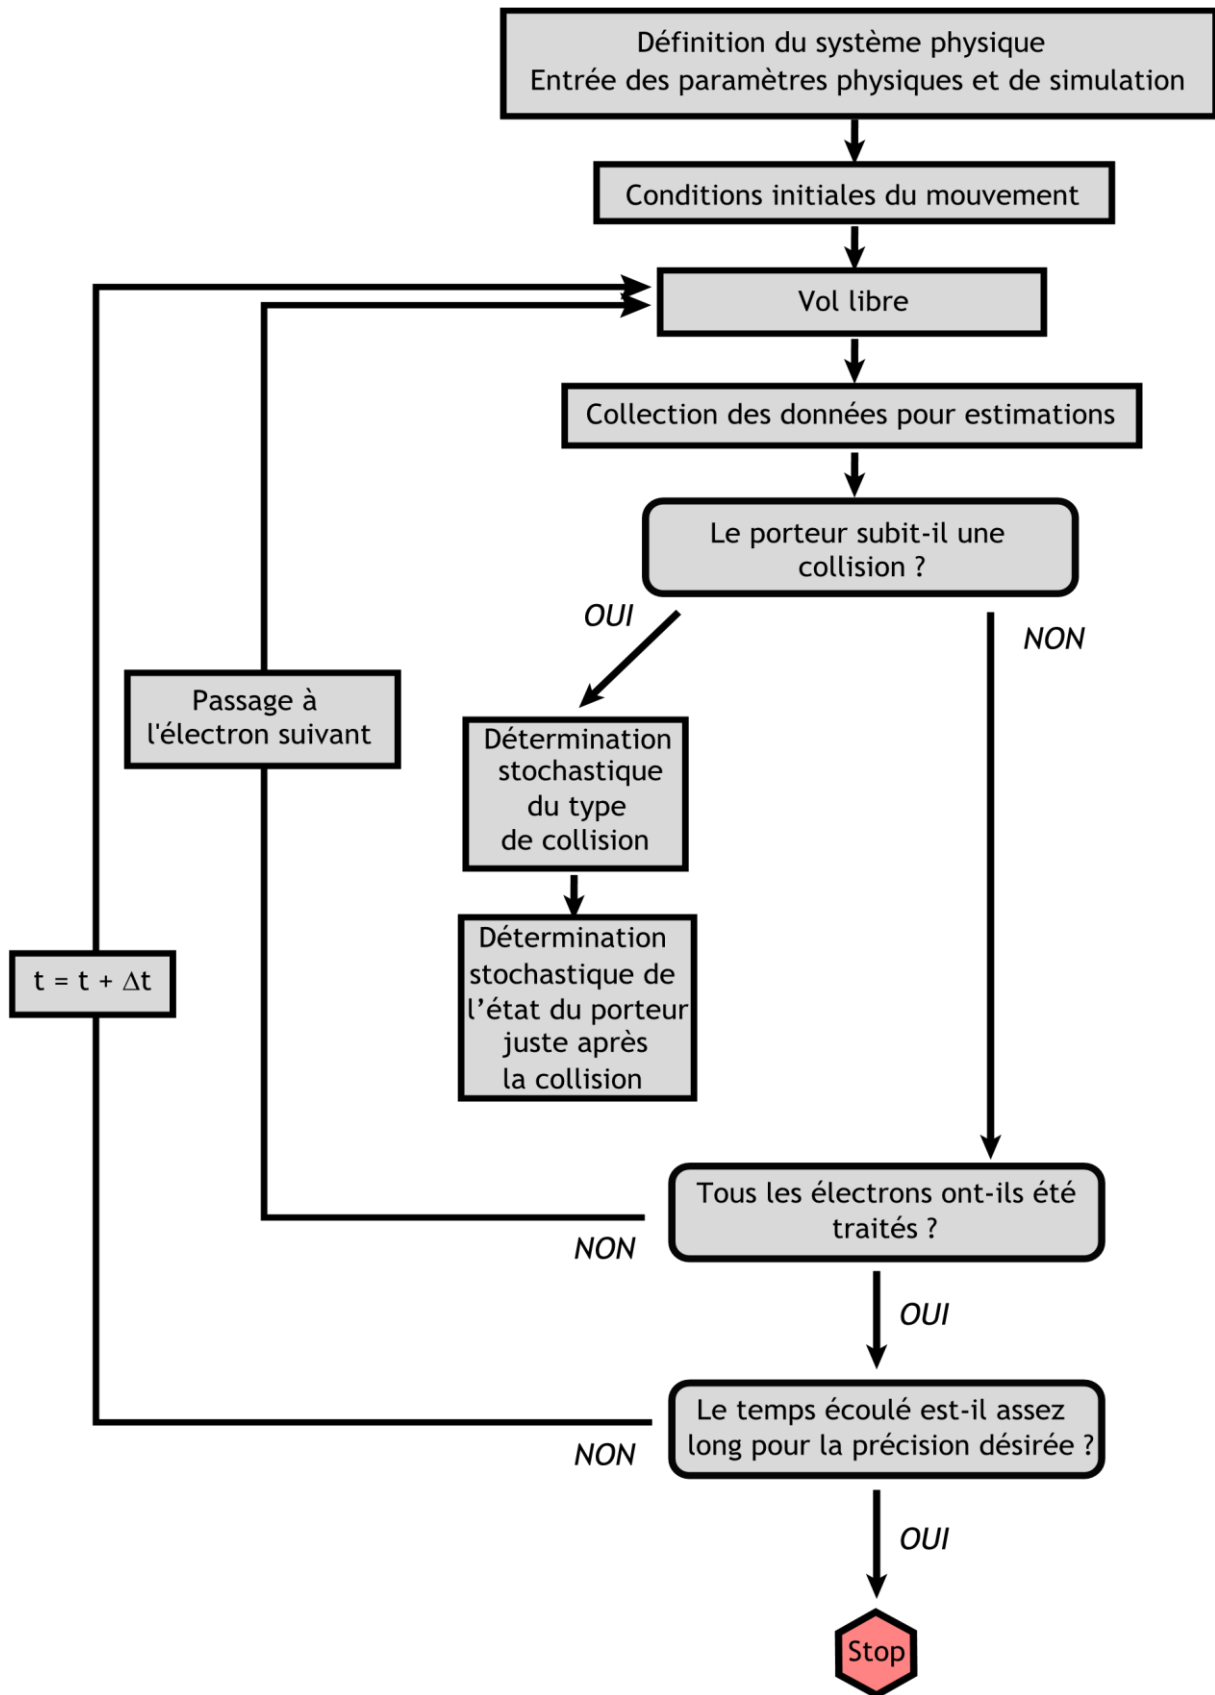 Définition du système physique
Entrée des paramètres physiques et de simulation
Conditions initiales du mouvement
Vol libre
Collection des données pour estimations
Le porteur subit-il une
collision ?
OUI
NON
Passage à
l'électron suivant
Détermination
stochastique
du type
de collision
Détermination
stochastique de
l’état du porteur
juste après
la collision
t = t + Δt
Tous les électrons ont-ils été
traités ?
NON
OUI
Le temps écoulé est-il assez
long pour la précision désirée ?
NON
OUI
Stop